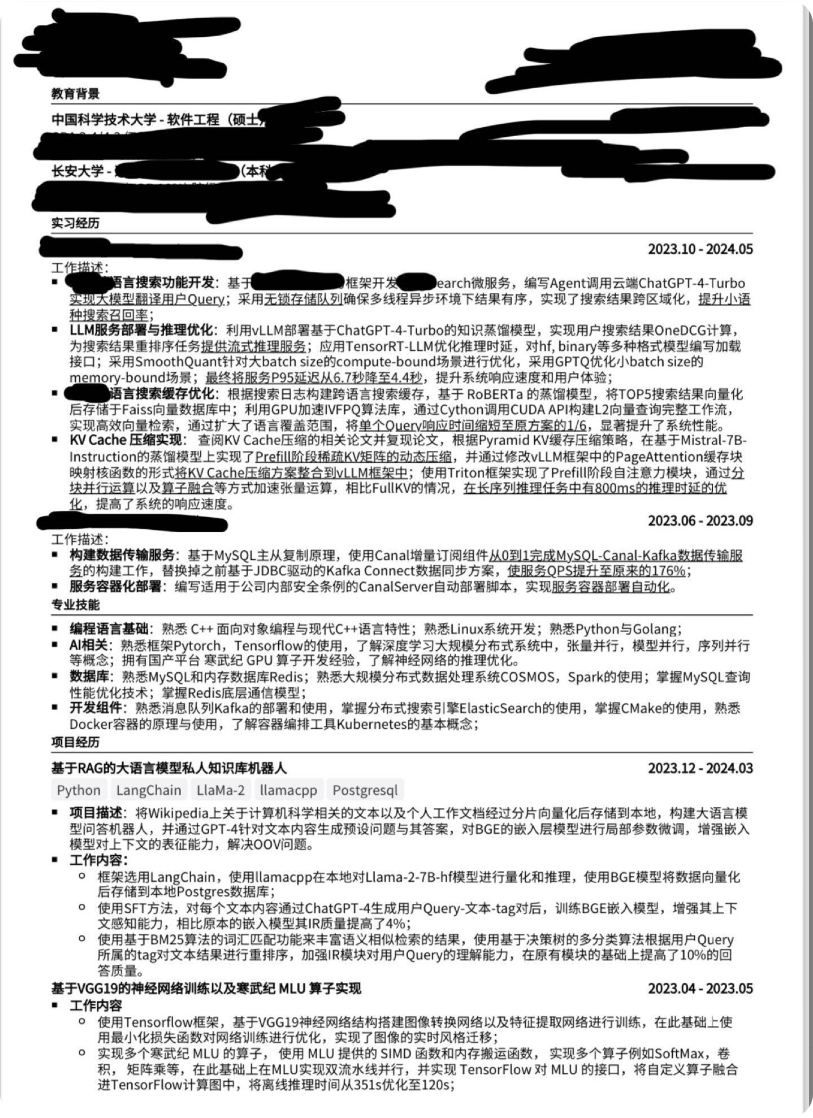 教育背景
中国科学技术大学 - 软件工程（硕士）
长安大学 - （本科
实习经历
2023.10 - 2024.05
工作描述：
语言搜索功能开发：基于 框架开发 earch微服务，编写Agent调用云端ChatGPT-4-Turbo
实现大模型翻译用户Query；采用无锁存储队列确保多线程异步环境下结果有序，实现了搜索结果跨区域化，提升小语
种搜索召回率；
LLM服务部署与推理优化：利用vLLM部署基于ChatGPT-4-Turbo的知识蒸馏模型，实现用户搜索结果OneDCG计算，
为搜索结果重排序任务提供流式推理服务；应用TensorRT-LLM优化推理时延，对hf, binary等多种格式模型编写加载
接口；采用SmoothQuant针对大batch size的compute-bound场景进行优化，采用GPTQ优化小batch size的
memory-bound场景；最终将服务P95延迟从6.7秒降至4.4秒，提升系统响应速度和用户体验；
语言搜索缓存优化：根据搜索日志构建跨语言搜索缓存，基于 RoBERTa 的蒸馏模型，将TOP5搜索结果向量化
后存储于Faiss向量数据库中；利用GPU加速IVFPQ算法库，通过Cython调用CUDA API构建L2向量查询完整工作流，
实现高效向量检索，通过扩大了语言覆盖范围，将单个Query响应时间缩短至原方案的1/6，显著提升了系统性能。
KV Cache 压缩实现： 查阅KV Cache压缩的相关论文并复现论文，根据Pyramid KV缓存压缩策略，在基于Mistral-7B-
Instruction的蒸馏模型上实现了Prefill阶段稀疏KV矩阵的动态压缩，并通过修改vLLM框架中的PageAttention缓存块
映射核函数的形式将KV Cache压缩方案整合到vLLM框架中；使用Triton框架实现了Prefill阶段自注意力模块，通过分
块并行运算以及算子融合等方式加速张量运算，相比FullKV的情况，在长序列推理任务中有800ms的推理时延的优
化，提高了系统的响应速度。
2023.06 - 2023.09
工作描述：
构建数据传输服务：基于MySQL主从复制原理，使用Canal增量订阅组件从0到1完成MySQL-Canal-Kafka数据传输服
务的构建工作，替换掉之前基于JDBC驱动的Kafka Connect数据同步方案，使服务QPS提升至原来的176%；
服务容器化部署：编写适用于公司内部安全条例的CanalServer自动部署脚本，实现服务容器部署自动化。
专业技能
编程语言基础：熟悉 C++ 面向对象编程与现代C++语言特性；熟悉Linux系统开发；熟悉Python与Golang；
AI相关：熟悉框架Pytorch，Tensorflow的使用，了解深度学习大规模分布式系统中，张量并行，模型并行，序列并行
等概念；拥有国产平台 寒武纪 GPU 算子开发经验，了解神经网络的推理优化。
数据库：熟悉MySQL和内存数据库Redis；熟悉大规模分布式数据处理系统COSMOS，Spark的使用；掌握MySQL查询
性能优化技术；掌握Redis底层通信模型；
开发组件：熟悉消息队列Kafka的部署和使用，掌握分布式搜索引擎ElasticSearch的使用，掌握CMake的使用，熟悉
Docker容器的原理与使用，了解容器编排工具Kubernetes的基本概念；
项目经历
基于RAG的大语言模型私人知识库机器人 2023.12 - 2024.03
Python LangChain LlaMa-2 llamacpp Postgresql
项目描述：将Wikipedia上关于计算机科学相关的文本以及个人工作文档经过分片向量化后存储到本地，构建大语言模
型问答机器人，并通过GPT-4针对文本内容生成预设问题与其答案，对BGE的嵌入层模型进行局部参数微调，增强嵌入
模型对上下文的表征能力，解决OOV问题。
工作内容：
框架选用LangChain，使用llamacpp在本地对Llama-2-7B-hf模型进行量化和推理，使用BGE模型将数据向量化
后存储到本地Postgres数据库；
使用SFT方法，对每个文本内容通过ChatGPT-4生成用户Query-文本-tag对后，训练BGE嵌入模型，增强其上下
文感知能力，相比原本的嵌入模型其IR质量提高了4%；
使用基于BM25算法的词汇匹配功能来丰富语义相似检索的结果，使用基于决策树的多分类算法根据用户Query
所属的tag对文本结果进行重排序，加强IR模块对用户Query的理解能力，在原有模块的基础上提高了10%的回
答质量。
基于VGG19的神经网络训练以及寒武纪 MLU 算子实现 2023.04 - 2023.05
工作内容
使用Tensorflow框架，基于VGG19神经网络结构搭建图像转换网络以及特征提取网络进行训练，在此基础上使
用最小化损失函数对网络训练进行优化，实现了图像的实时风格迁移；
实现多个寒武纪 MLU 的算子， 使用 MLU 提供的 SIMD 函数和内存搬运函数， 实现多个算子例如SoftMax，卷
积， 矩阵乘等，在此基础上在MLU实现双流水线并行，并实现 TensorFlow 对 MLU 的接口，将自定义算子融合
进TensorFlow计算图中，将离线推理时间从351s优化至120s；